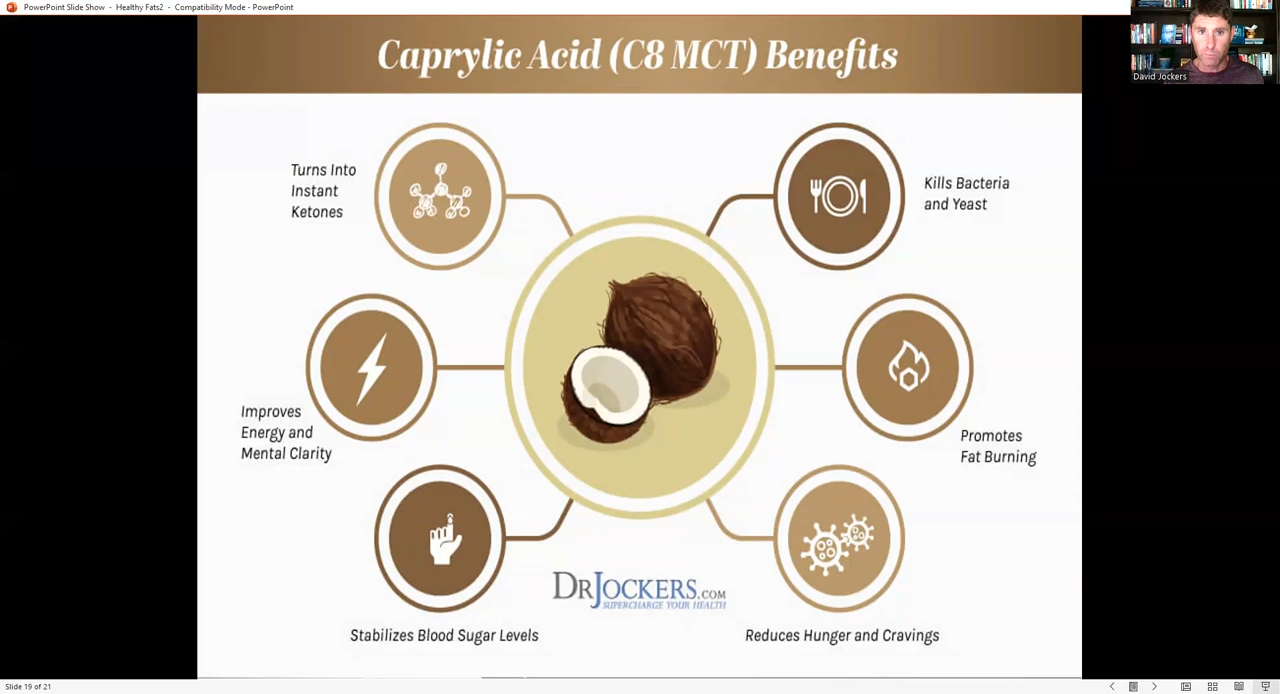 PowerPoint Slide Show - Healthy Fats2 - Compatibility Mode - PowerPoint
David Jockers
Caprylic Acid (C8 MCT) Benefits
Turns Into
Instant
Ketones
Kills Bacteria
and Yeast
Improves
Energy and
Mental Clarity
Promotes
Fat Burning
Stabilizes Blood Sugar Levels
Reduces Hunger and Cravings
DRJOCKERS.COM
SUPERCHARGE YOUR HEALTH
Slide 19 of 21